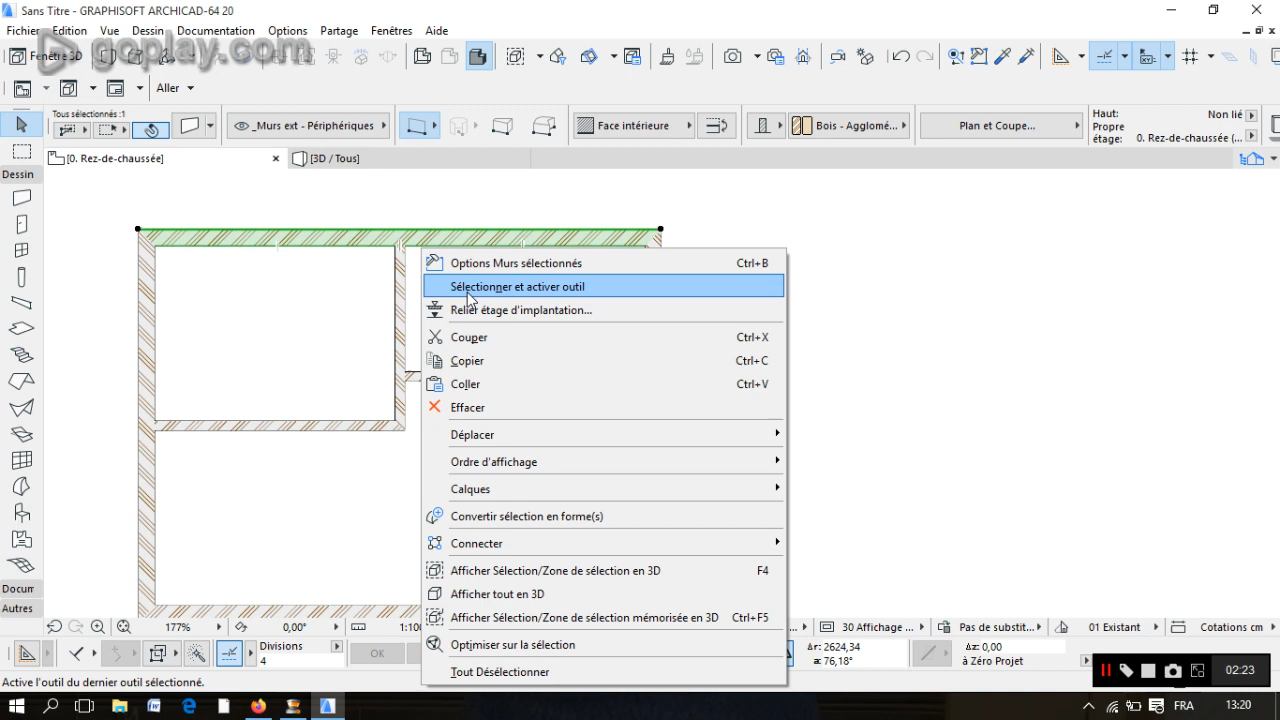 Sans Titre - GRAPHISOFT ARCHICAD-64 20
Fichier Edition Vue Dessin Options Documentation Partage Fenêtres Aide
goplay.com
Fenêtre 3D
Aller
Tous sélectionnés :1
_Murs ext - Périphériques
Face intérieure
Bois - Agglomé...
Plan et Coupe...
Haut: Non lié
Propre
étage: 0. Rez-de-chaussée (...
[0. Rez-de-chaussée]
[3D / Tous]
Dessin
Options Murs sélectionnés Ctrl+B
Sélectionner et activer outil
Relier étage d'implantation...
Couper Ctrl+X
Copier Ctrl+C
Coller Ctrl+V
Effacer
Déplacer
Ordre d'affichage
Calques
Convertir sélection en forme(s)
Connecter
Afficher Sélection/Zone de sélection en 3D F4
Afficher tout en 3D
Afficher Sélection/Zone de sélection mémorisée en 3D Ctrl+F5
Optimiser sur la sélection
Tout Désélectionner
Docum
Autres
177% 0,00° 1:100 30 Affichage ... Pas de substit... 01 Existant Cotations cm
Divisions
4
OK
Δr: 2624,34
a: 76,18°
Δz: 0,00
à Zéro Projet
02:23
Active l'outil du dernier outil sélectionné.
FRA 13:20